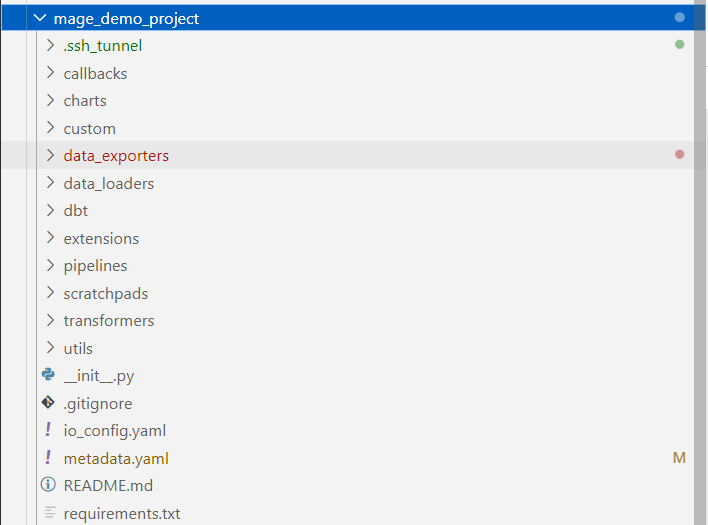 mage_demo_project
.ssh_tunnel
callbacks
charts
custom
data_exporters
data_loaders
dbt
extensions
pipelines
scratchpads
transformers
utils
__init__.py
.gitignore
io_config.yaml
metadata.yaml M
README.md
requirements.txt